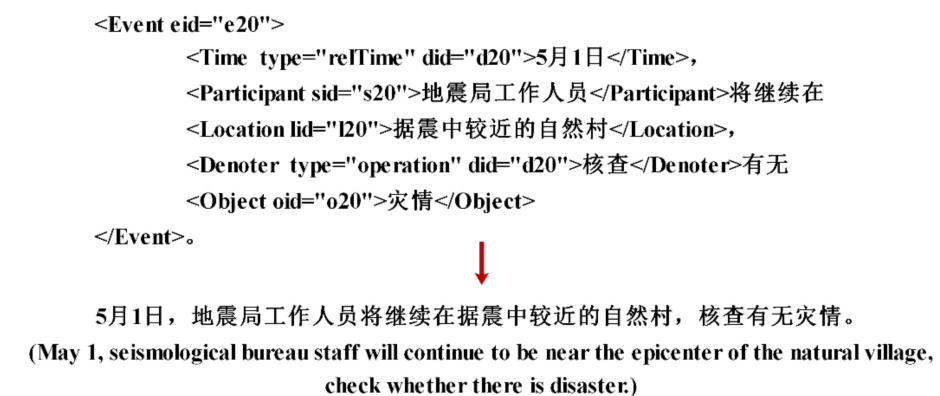 <Event eid="e20">
<Time type="relTime" did="d20">5月1日</Time>，
<Participant sid="s20">地震局工作人员</Participant>将继续在
<Location lid="l20">据震中较近的自然村</Location>，
<Denoter type="operation" did="d20">核查</Denoter>有无
<Object oid="o20">灾情</Object>
</Event>。
5月1日，地震局工作人员将继续在据震中较近的自然村，核查有无灾情。
(May 1, seismological bureau staff will continue to be near the epicenter of the natural village,
check whether there is disaster.)